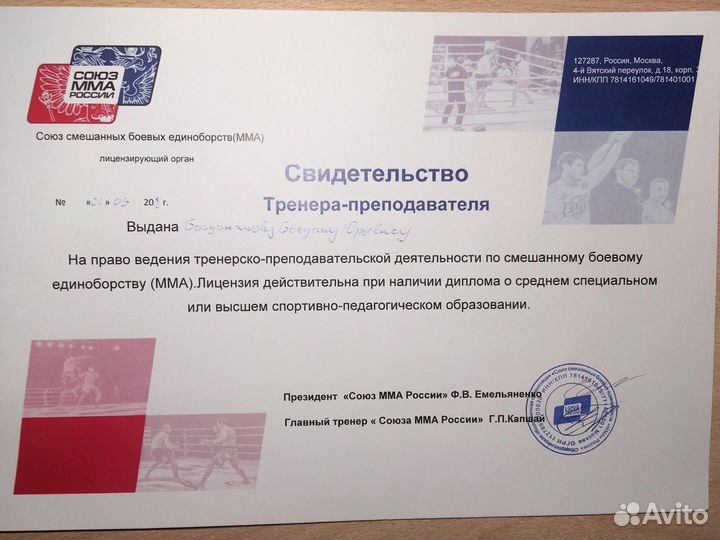 СОЮЗ
ММА
РОССИИ
Союз смешанных боевых единоборств(ММА)
лицензирующий орган
127287, Россия, Москва,
4-й Вятский переулок, д.18, корп. 3
ИНН/КПП 7814161049/781401001
Свидетельство
Тренера-преподавателя
№ « » 05 20 г.
Выдана
На право ведения тренерско-преподавательской деятельности по смешанному боевому
единоборству (ММА).Лицензия действительна при наличии диплома о среднем специальном
или высшем спортивно-педагогическом образовании.
Президент «Союз ММА России» Ф.В. Емельяненко
Главный тренер « Союза ММА России» Г.П.Капшай
Avito